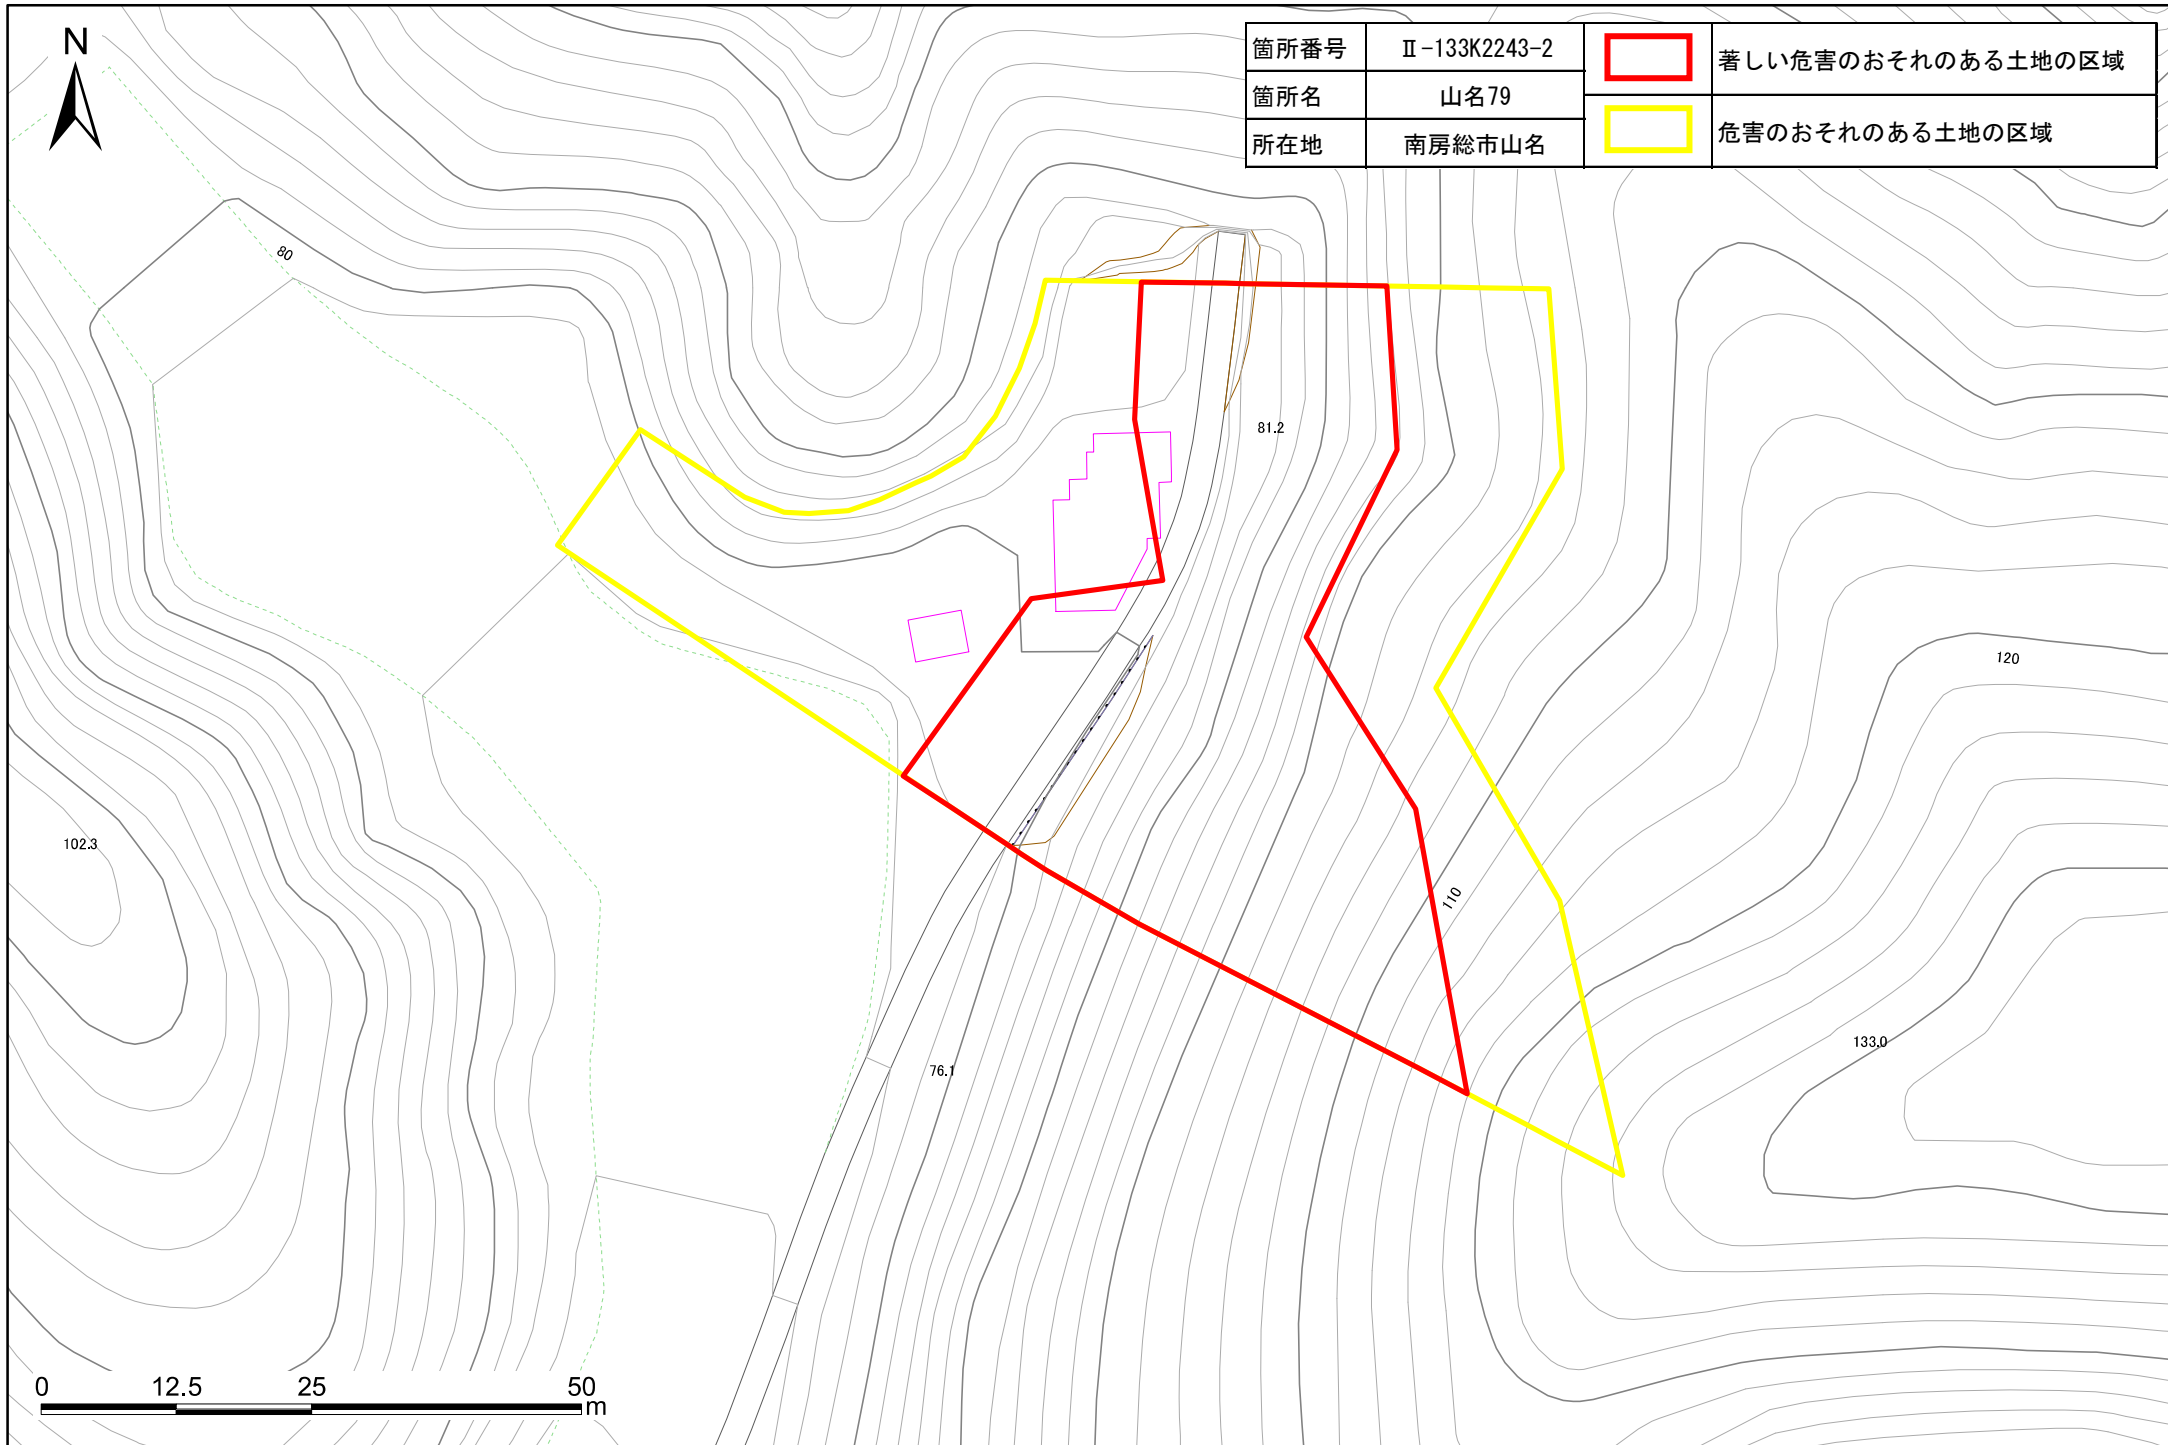 N
箇所番号 Ⅱ-133K2243-2
箇所名 山名79
所在地 南房総市山名
著しい危害のおそれのある土地の区域
危害のおそれのある土地の区域
80
81.2
120
102.3
110
133.0
76.1
0 12.5 25 50
m